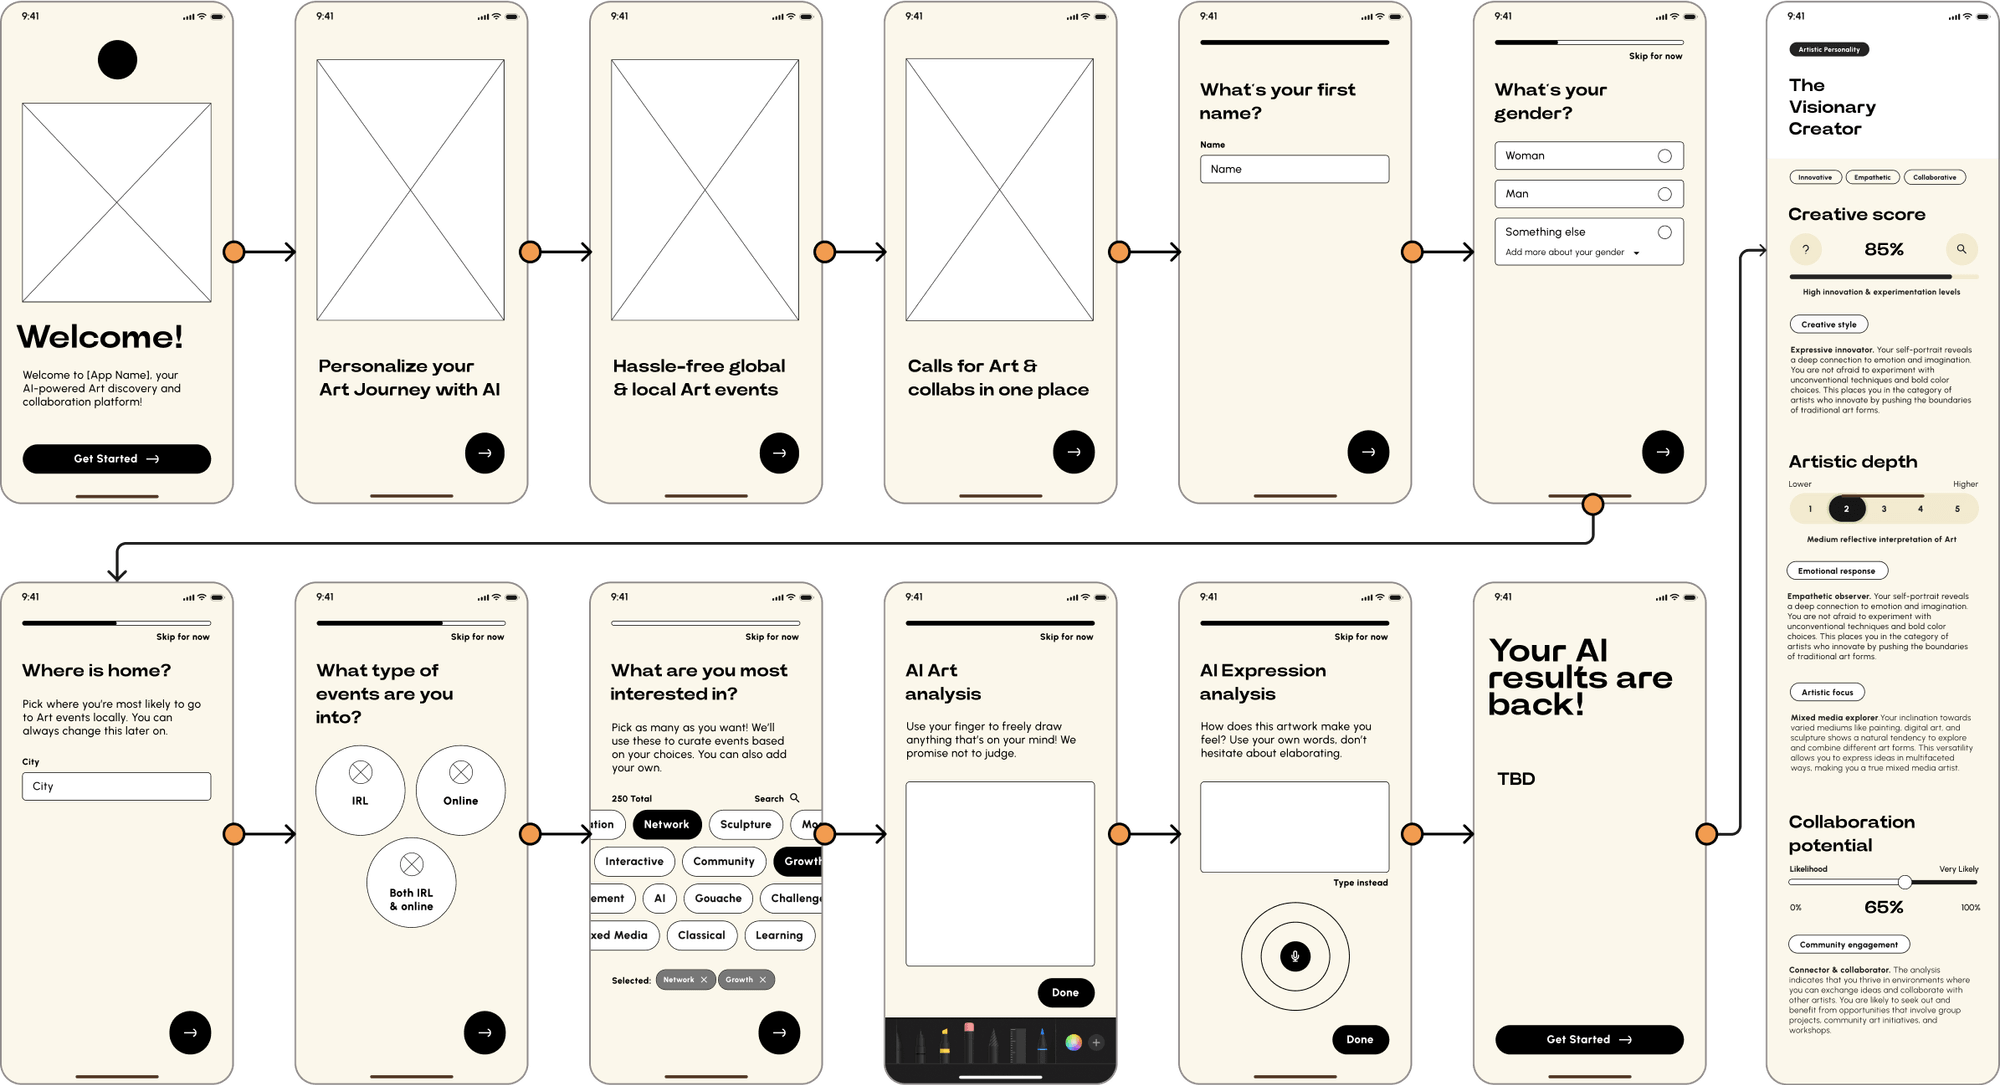 9:41
Welcome!
Welcome to [App Name], your
AI-powered Art discovery and
collaboration platform!
Get Started
9:41
Personalize your
Art Journey with AI
9:41
Hassle-free global
& local Art events
9:41
Calls for Art &
collabs in one place
9:41
What's your first
name?
Name
Name
9:41
Skip for now
What's your
gender?
Woman
Man
Something else
Add more about your gender
9:41
Where is home?
Skip for now
Pick where you're most likely to go
to Art events locally. You can
always change this later on.
City
City
9:41
Skip for now
What type of
events are you
into?
IRL
Online
Both IRL
& online
9:41
Skip for now
What are you most
interested in?
Pick as many as you want! We'll
use these to curate events based
on your choices. You can also add
your own.
250 Total
Search
ation
Network
Sculpture
Mo
Interactive
Community
Growth
ement
AI
Gouache
Challenge
xed Media
Classical
Learning
Selected:
Network
Growth
9:41
Skip for now
AI Art
analysis
Use your finger to freely draw
anything that's on your mind! We
promise not to judge.
Done
9:41
Skip for now
AI Expression
analysis
How does this artwork make you
feel? Use your own words, don't
hesitate about elaborating.
Type instead
Done
9:41
Your AI
results are
back!
TBD
Get Started
9:41
Artistic Personality
The
Visionary
Creator
Innovative
Empathetic
Collaborative
Creative score
?
85%
High innovation & experimentation levels
Creative style
Expressive innovator. Your self-portrait reveals
a deep connection to emotion and imagination.
You are not afraid to experiment with
unconventional techniques and bold color
choices. This places you in the category of
artists who innovate by pushing the boundaries
of traditional art forms.
Artistic depth
Lower
Higher
1 2 3 4 5
Medium reflective interpretation of Art
Emotional response
Empathetic observer. Your self-portrait reveals
a deep connection to emotion and imagination.
You are not afraid to experiment with
unconventional techniques and bold color
choices. This places you in the category of
artists who innovate by pushing the boundaries
of traditional art forms.
Artistic focus
Mixed media explorer.Your inclination towards
varied mediums like painting, digital art, and
sculpture shows a natural tendency to explore
and combine different art forms. This versatility
allows you to express ideas in multifaceted
ways, making you a true mixed media artist.
Collaboration
potential
Likelihood
Very Likely
0%
65%
100%
Community engagement
Connector & collaborator. The analysis
indicates that you thrive in environments where
you can exchange ideas and collaborate with
other artists. You are likely to seek out and
benefit from opportunities that involve group
projects, community art initiatives, and
workshops.